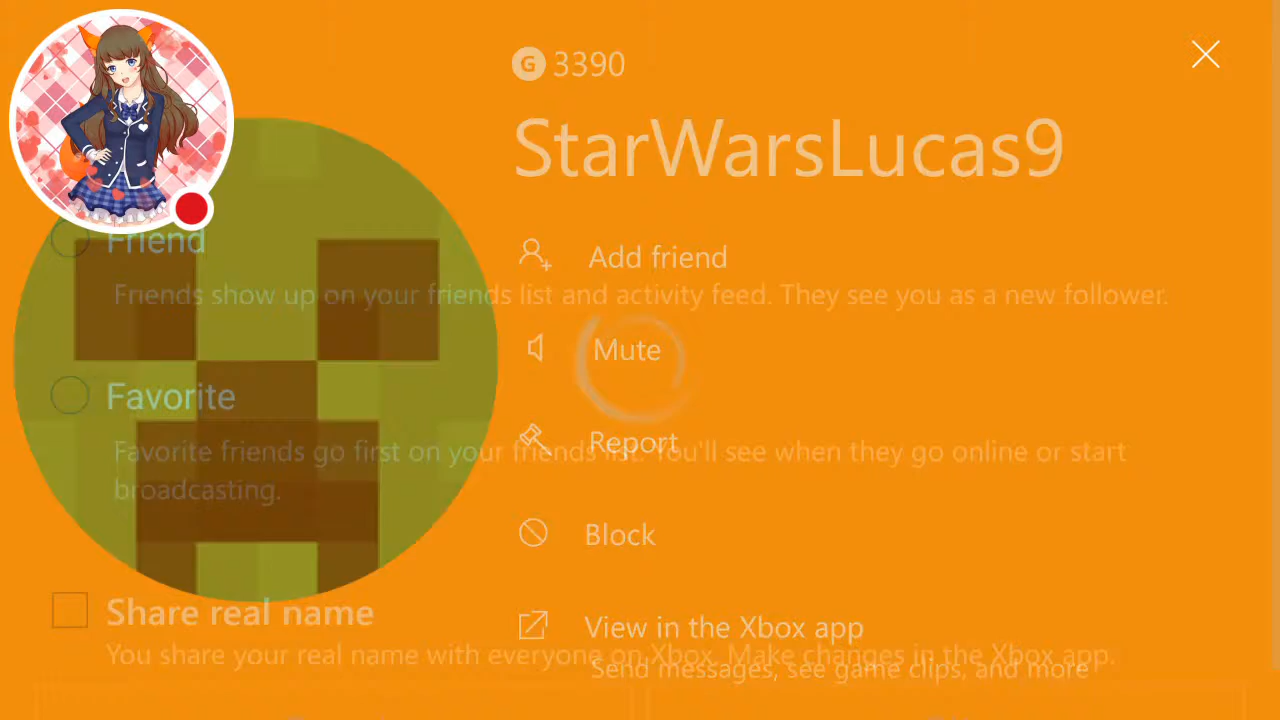 G 3390
StarWarsLucas9
Friend
Add friend
Friends show up on your friends list and activity feed. They see you as a new follower.
Mute
Favorite
Report
Favorite friends go first on your friends list. You'll see when they go online or start
broadcasting.
Block
Share real name
View in the Xbox app
You share your real name with everyone on Xbox. Make changes in the Xbox app.
Send messages, see game clips, and more